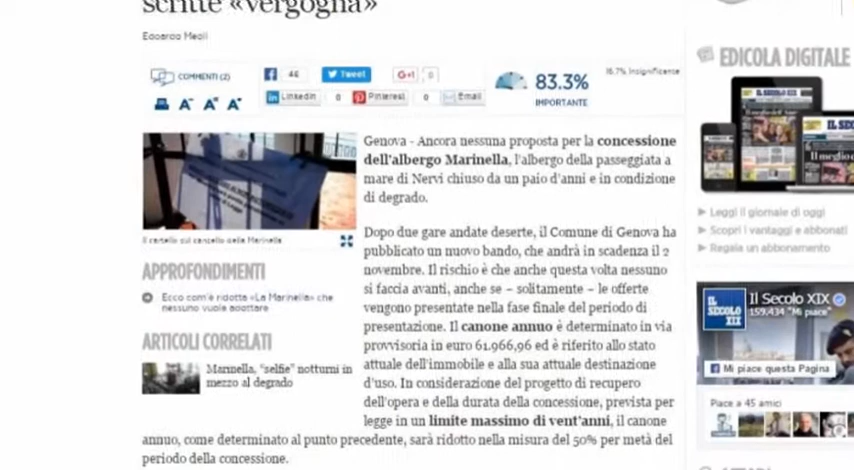 scritte «vergogna»
Edoardo Meoli
COMMENTI (2)
A- A= A+
46
Tweet
G+1
0
LinkedIn
0
Pinterest
0
Email
83.3%
IMPORTANTE
16.7% Insignificante
Il cartello sul cancello della Marinella
APPROFONDIMENTI
Ecco com'è ridotta «La Marinella» che
nessuno vuole adottare
ARTICOLI CORRELATI
Marinella, "selfie" notturni in
mezzo al degrado
Genova - Ancora nessuna proposta per la concessione
dell'albergo Marinella, l'albergo della passeggiata a
mare di Nervi chiuso da un paio d'anni e in condizione
di degrado.
Dopo due gare andate deserte, il Comune di Genova ha
pubblicato un nuovo bando, che andrà in scadenza il 2
novembre. Il rischio è che anche questa volta nessuno
si faccia avanti, anche se – solitamente – le offerte
vengono presentate nella fase finale del periodo di
presentazione. Il canone annuo è determinato in via
provvisoria in euro 61.966,96 ed è riferito allo stato
attuale dell'immobile e alla sua attuale destinazione
d'uso. In considerazione del progetto di recupero
dell'opera e della durata della concessione, prevista per
legge in un limite massimo di vent'anni, il canone
annuo, come determinato al punto precedente, sarà ridotto nella misura del 50% per metà del
periodo della concessione.
EDICOLA DIGITALE
Leggi il giornale di oggi
Scopri i vantaggi e abbonati
Regala un abbonamento
IL SECOLO XIX
Il Secolo XIX
159.434 "Mi piace"
Mi piace questa Pagina
Piace a 45 amici